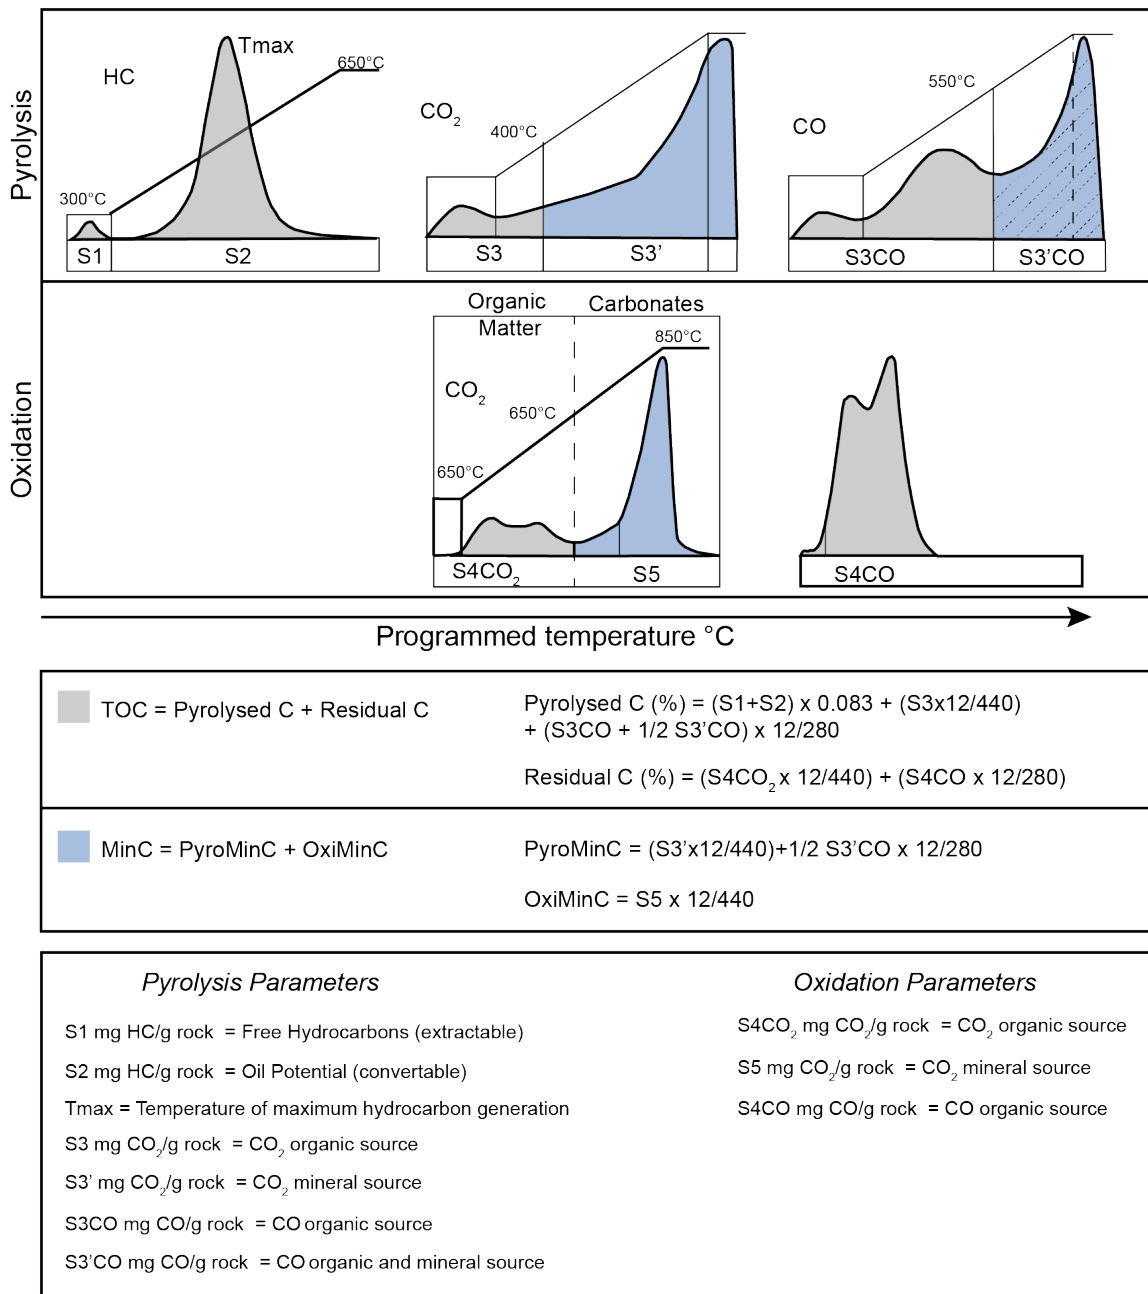 Pyrolysis
HC
Tmax
650°C
300°C
S1
S2
CO₂
400°C
S3
S3’
CO
550°C
S3CO
S3’CO
Oxidation
Organic
Matter
Carbonates
850°C
CO₂
650°C
650°C
S4CO₂
S5
S4CO
Programmed temperature °C
TOC = Pyrolysed C + Residual C
Pyrolysed C (%) = (S1+S2) x 0.083 + (S3x12/440)
+ (S3CO + 1/2 S3’CO) x 12/280
Residual C (%) = (S4CO₂ x 12/440) + (S4CO x 12/280)
MinC = PyroMinC + OxiMinC
PyroMinC = (S3’x12/440)+1/2 S3’CO x 12/280
OxiMinC = S5 x 12/440
Pyrolysis Parameters
S1 mg HC/g rock = Free Hydrocarbons (extractable)
S2 mg HC/g rock = Oil Potential (convertable)
Tmax = Temperature of maximum hydrocarbon generation
S3 mg CO₂/g rock = CO₂ organic source
S3’ mg CO₂/g rock = CO₂ mineral source
S3CO mg CO/g rock = CO organic source
S3’CO mg CO/g rock = CO organic and mineral source
Oxidation Parameters
S4CO₂ mg CO₂/g rock = CO₂ organic source
S5 mg CO₂/g rock = CO₂ mineral source
S4CO mg CO/g rock = CO organic source